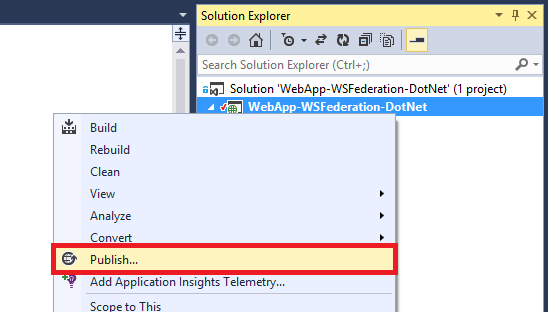 Solution Explorer
Search Solution Explorer (Ctrl+;)
Solution 'WebApp-WSFederation-DotNet' (1 project)
WebApp-WSFederation-DotNet
Build
Rebuild
Clean
View
Analyze
Convert
Publish...
Add Application Insights Telemetry...
Scope to This